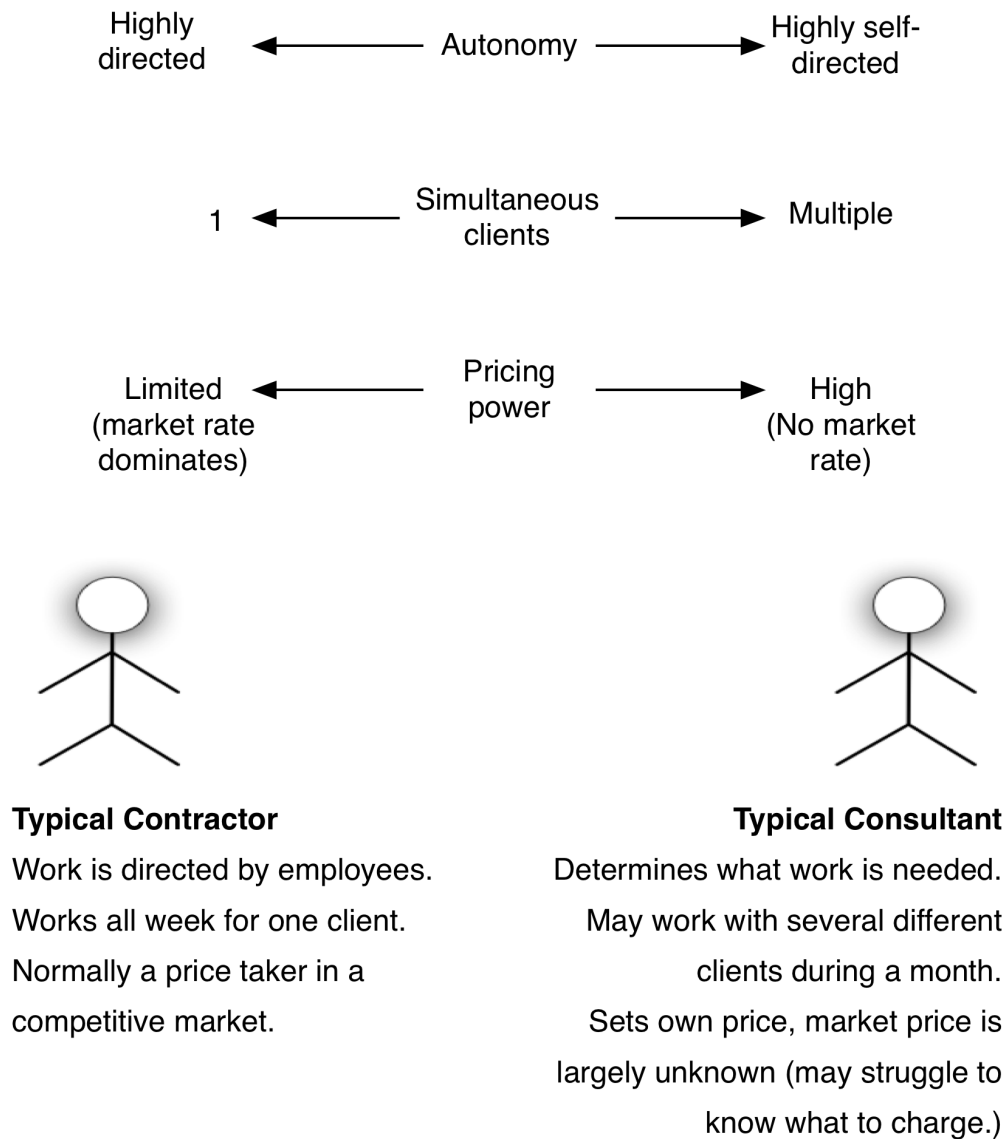 Highly
directed
Autonomy
Highly self-
directed
1
Simultaneous
clients
Multiple
Limited
(market rate
dominates)
Pricing
power
High
(No market
rate)
Typical Contractor
Work is directed by employees.
Works all week for one client.
Normally a price taker in a
competitive market.
Typical Consultant
Determines what work is needed.
May work with several different
clients during a month.
Sets own price, market price is
largely unknown (may struggle to
know what to charge.)